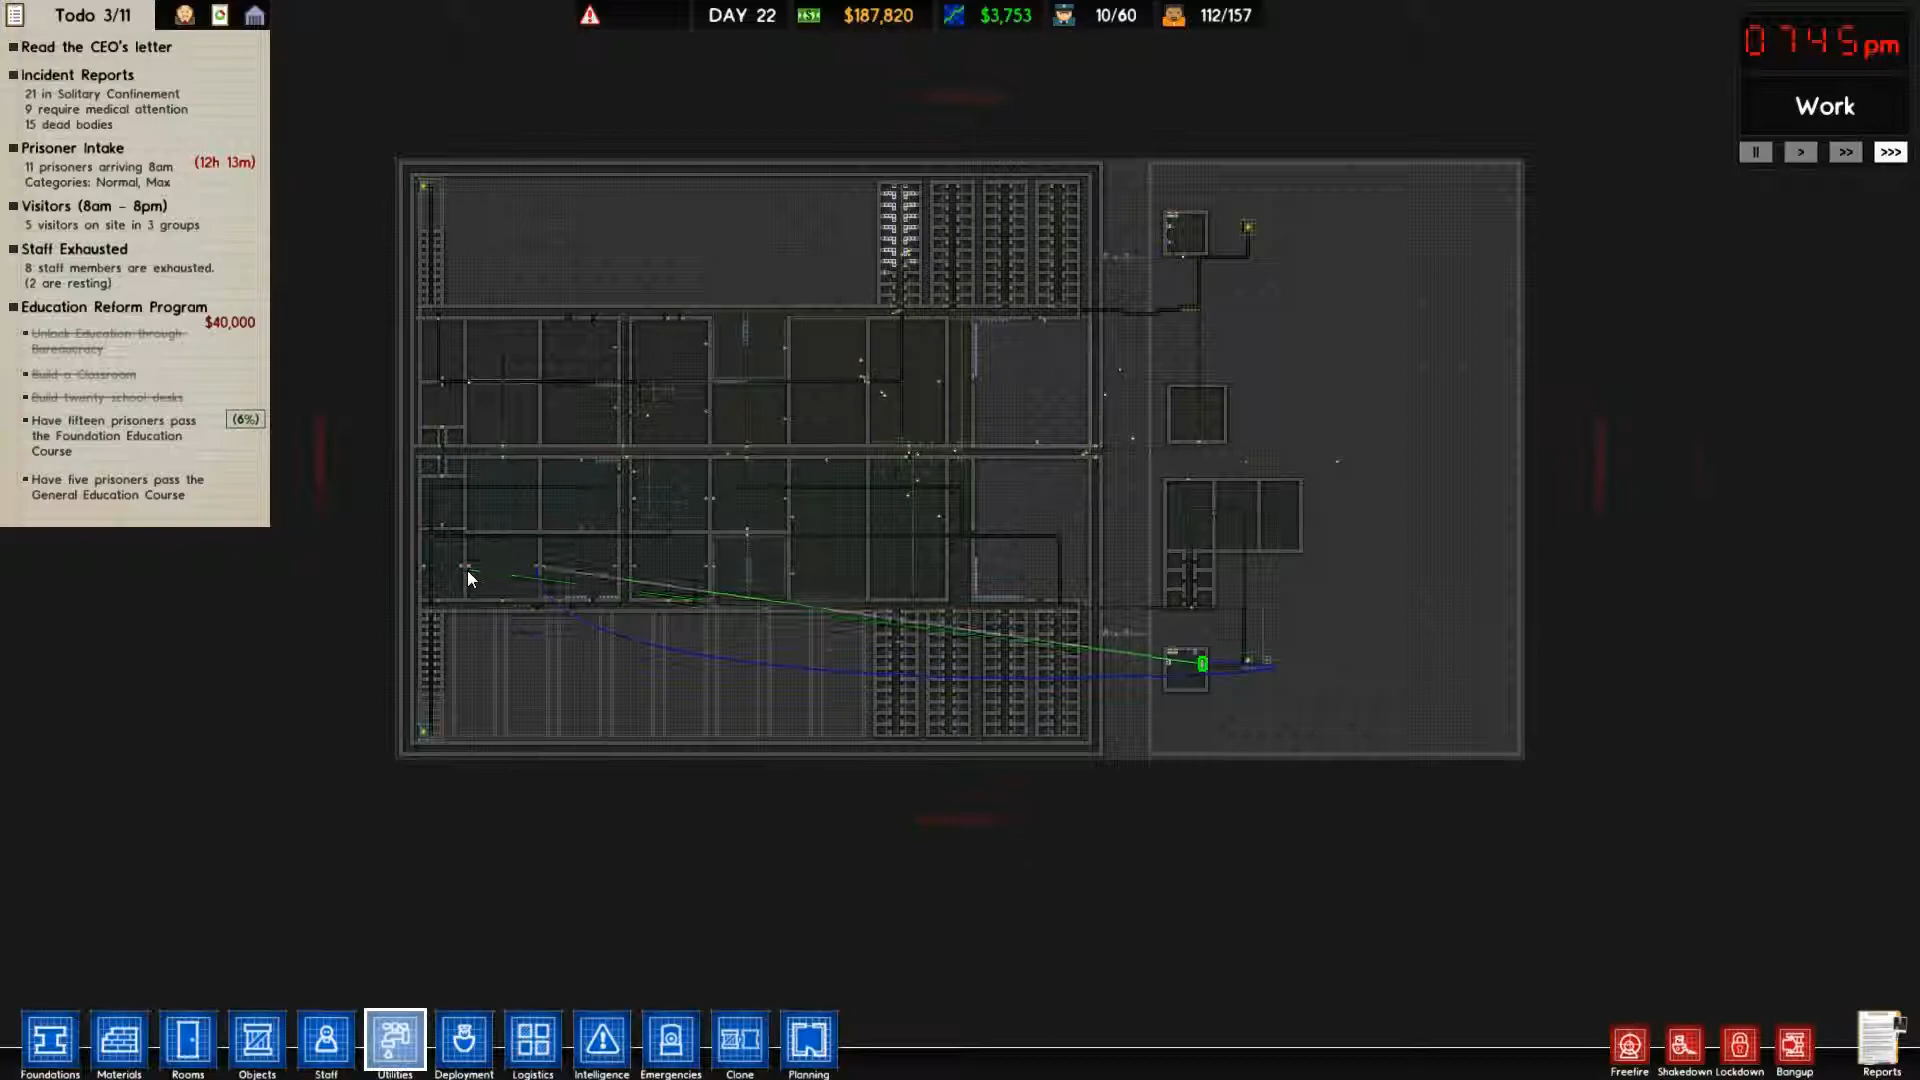 Todo 3/11
DAY 22
$187,820
$3,753
10/60
112/157
0745pm
Work
Read the CEO's letter
Incident Reports
21 in Solitary Confinement
9 require medical attention
15 dead bodies
Prisoner Intake
(12h 13m)
11 prisoners arriving 8am
Categories: Normal, Max
Visitors (8am - 8pm)
5 visitors on site in 3 groups
Staff Exhausted
8 staff members are exhausted.
(2 are resting)
Education Reform Program
$40,000
Unlock Education through
Bureaucracy
Build a Classroom
Build twenty school desks
Have fifteen prisoners pass
(6%)
the Foundation Education
Course
Have five prisoners pass the
General Education Course
Foundations
Materials
Rooms
Objects
Staff
Utilities
Deployment
Logistics
Intelligence
Emergencies
Clone
Planning
Freefire
Shakedown
Lockdown
Bangup
Reports